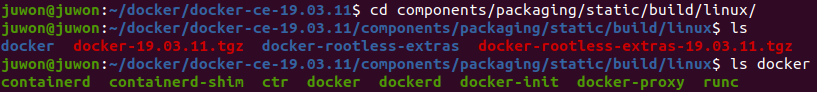 juwon@juwon:~/docker/docker-ce-19.03.11$ cd components/packaging/static/build/linux/
juwon@juwon:~/docker/docker-ce-19.03.11/components/packaging/static/build/linux$ ls
docker docker-19.03.11.tgz docker-rootless-extras docker-rootless-extras-19.03.11.tgz
juwon@juwon:~/docker/docker-ce-19.03.11/components/packaging/static/build/linux$ ls docker
containerd containerd-shim ctr docker dockerd docker-init docker-proxy runc